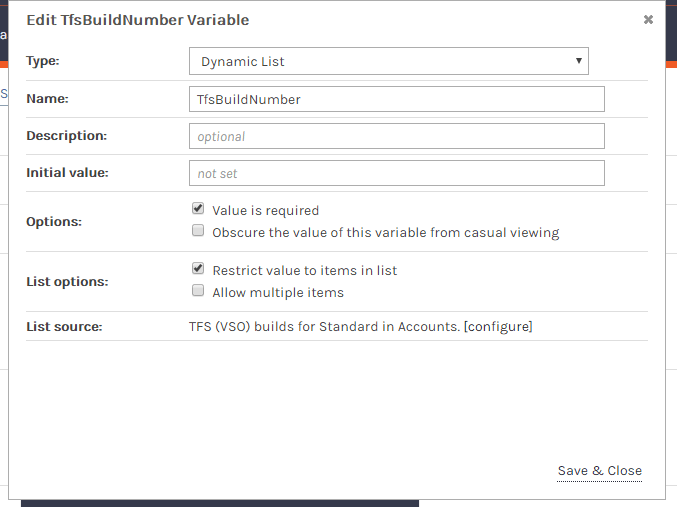 Edit TfsBuildNumber Variable
Type:
Dynamic List
Name:
TfsBuildNumber
Description:
optional
Initial value:
not set
Options:
Value is required
Obscure the value of this variable from casual viewing
List options:
Restrict value to items in list
Allow multiple items
List source:
TFS (VSO) builds for Standard in Accounts. [configure]
Save & Close